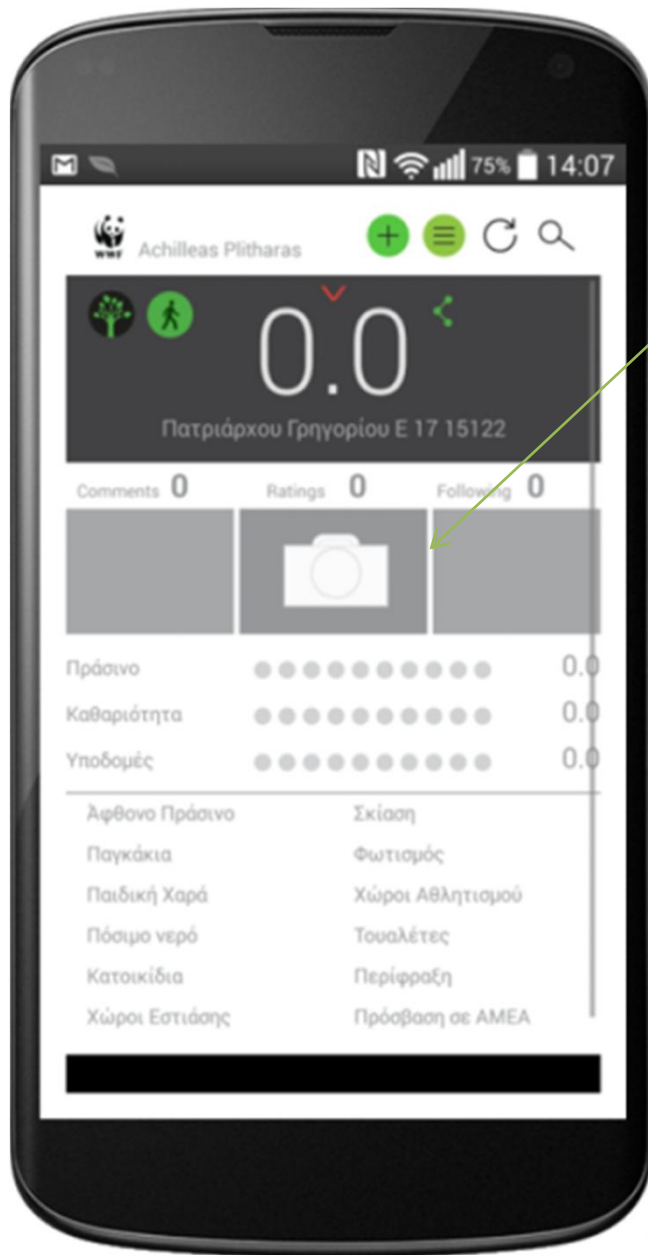 75% 14:07
WWF Achilleas Plitharas
0.0
Πατριάρχου Γρηγορίου Ε 17 15122
Comments 0 Ratings 0 Following 0
Πράσινο 0.0
Καθαριότητα 0.0
Υποδομές 0.0
Άφθονο Πράσινο Σκίαση
Παγκάκια Φωτισμός
Παιδική Χαρά Χώροι Αθλητισμού
Πόσιμο νερό Τουαλέτες
Κατοικίδια Περίφραξη
Χώροι Εστιάσης Πρόσβαση σε ΑΜΕΑ